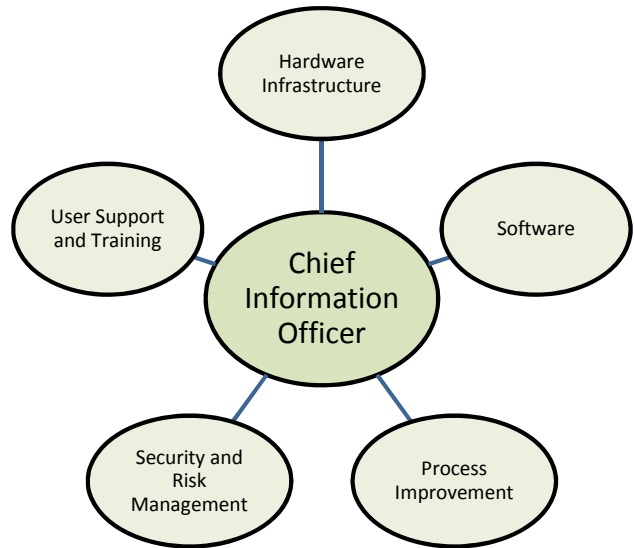 Hardware
Infrastructure
User Support
and Training
Software
Chief
Information
Officer
Security and
Risk
Management
Process
Improvement